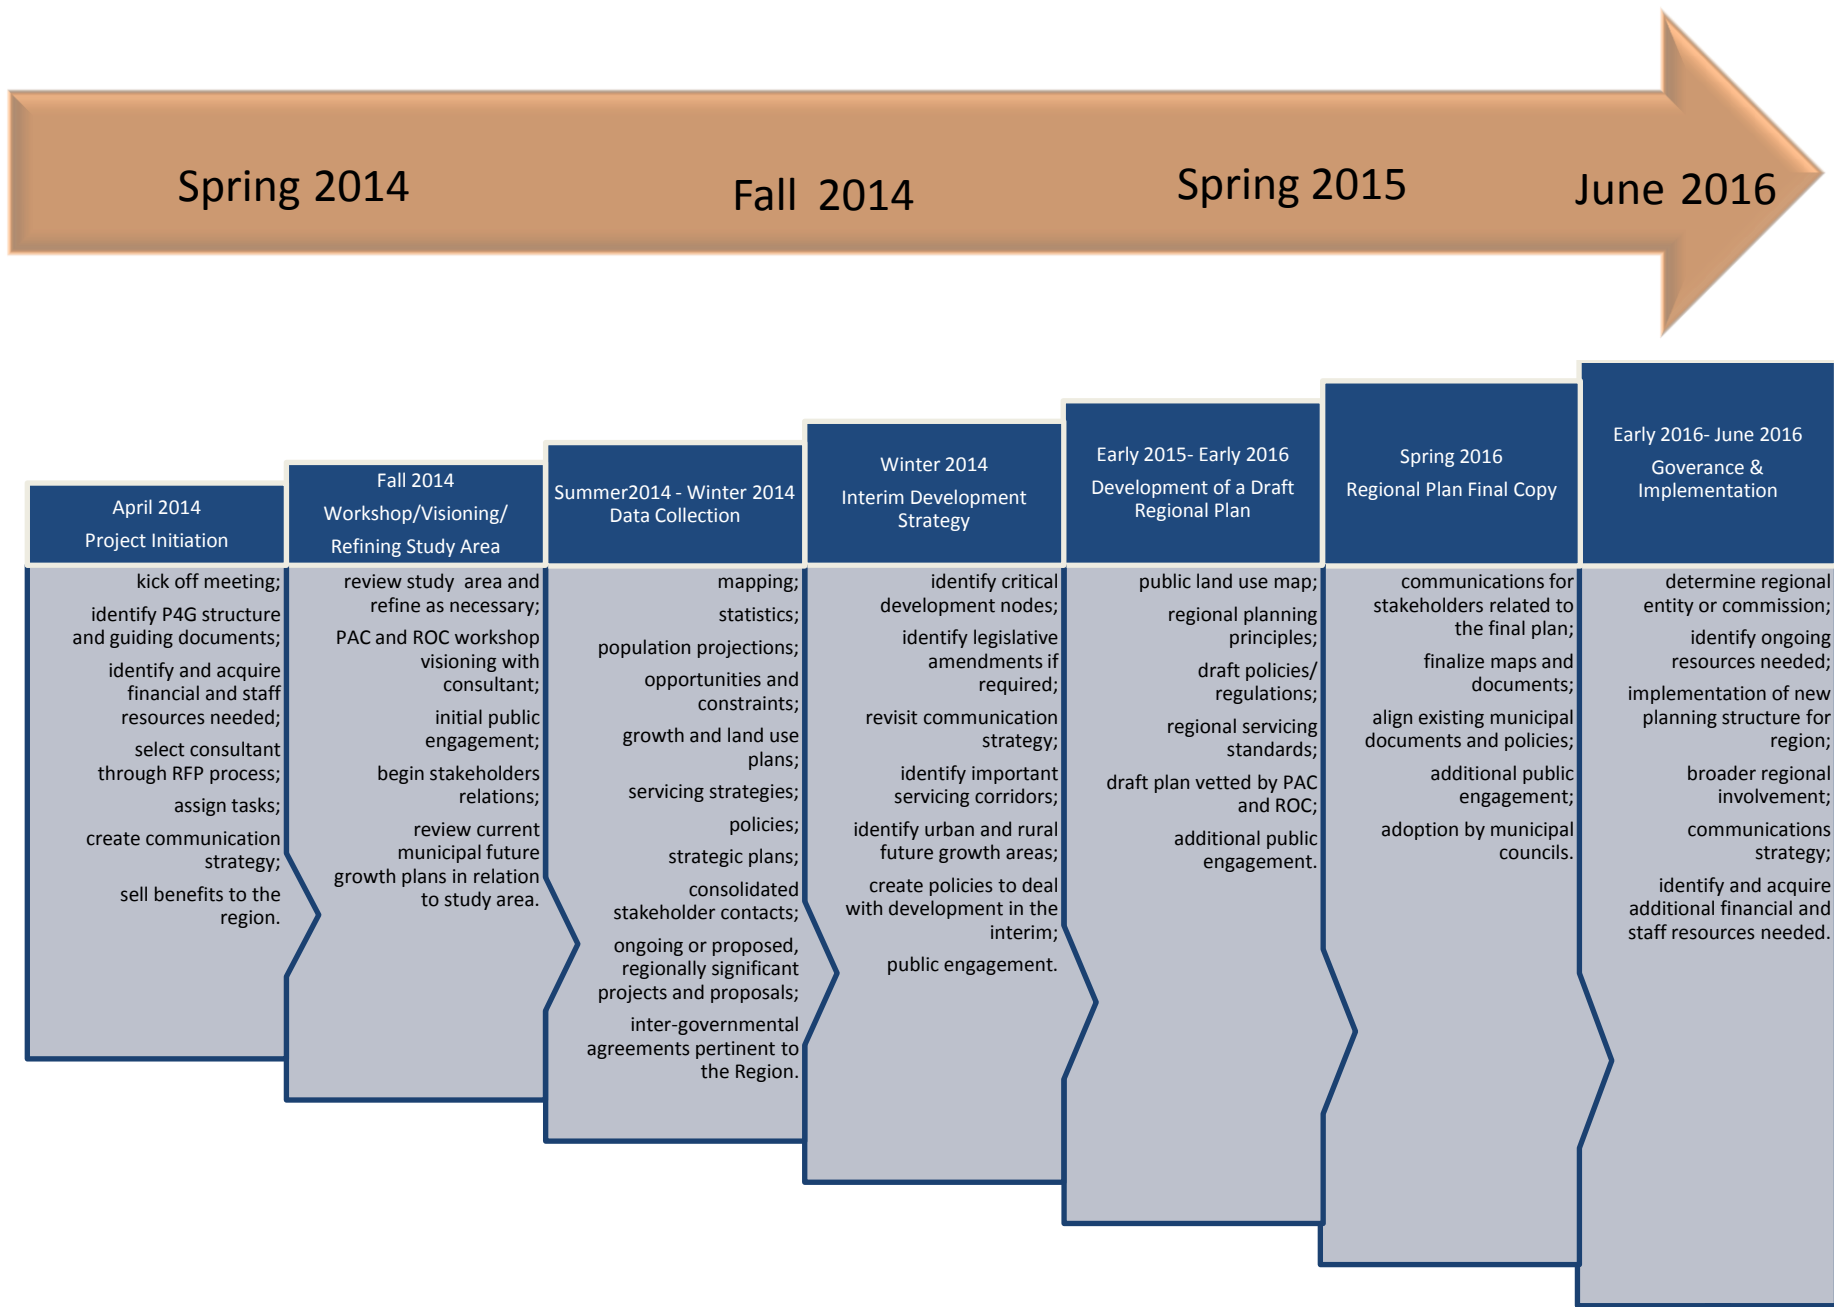 Spring 2014
Fall 2014
Spring 2015
June 2016
April 2014
Project Initiation
kick off meeting;
identify P4G structure
and guiding documents;
identify and acquire
financial and staff
resources needed;
select consultant
through RFP process;
assign tasks;
create communication
strategy;
sell benefits to the
region.
Fall 2014
Workshop/Visioning/
Refining Study Area
review study area and
refine as necessary;
PAC and ROC workshop
visioning with
consultant;
initial public
engagement;
begin stakeholders
relations;
review current
municipal future
growth plans in relation
to study area.
Summer2014 - Winter 2014
Data Collection
mapping;
statistics;
population projections;
opportunities and
constraints;
growth and land use
plans;
servicing strategies;
policies;
strategic plans;
consolidated
stakeholder contacts;
ongoing or proposed,
regionally significant
projects and proposals;
inter-governmental
agreements pertinent to
the Region.
Winter 2014
Interim Development
Strategy
identify critical
development nodes;
identify legislative
amendments if
required;
revisit communication
strategy;
identify important
servicing corridors;
identify urban and rural
future growth areas;
create policies to deal
with development in the
interim;
public engagement.
Early 2015- Early 2016
Development of a Draft
Regional Plan
public land use map;
regional planning
principles;
draft policies/
regulations;
regional servicing
standards;
draft plan vetted by PAC
and ROC;
additional public
engagement.
Spring 2016
Regional Plan Final Copy
communications for
stakeholders related to
the final plan;
finalize maps and
documents;
align existing municipal
documents and policies;
additional public
engagement;
adoption by municipal
councils.
Early 2016- June 2016
Goverance &
Implementation
determine regional
entity or commission;
identify ongoing
resources needed;
implementation of new
planning structure for
region;
broader regional
involvement;
communications
strategy;
identify and acquire
additional financial and
staff resources needed.